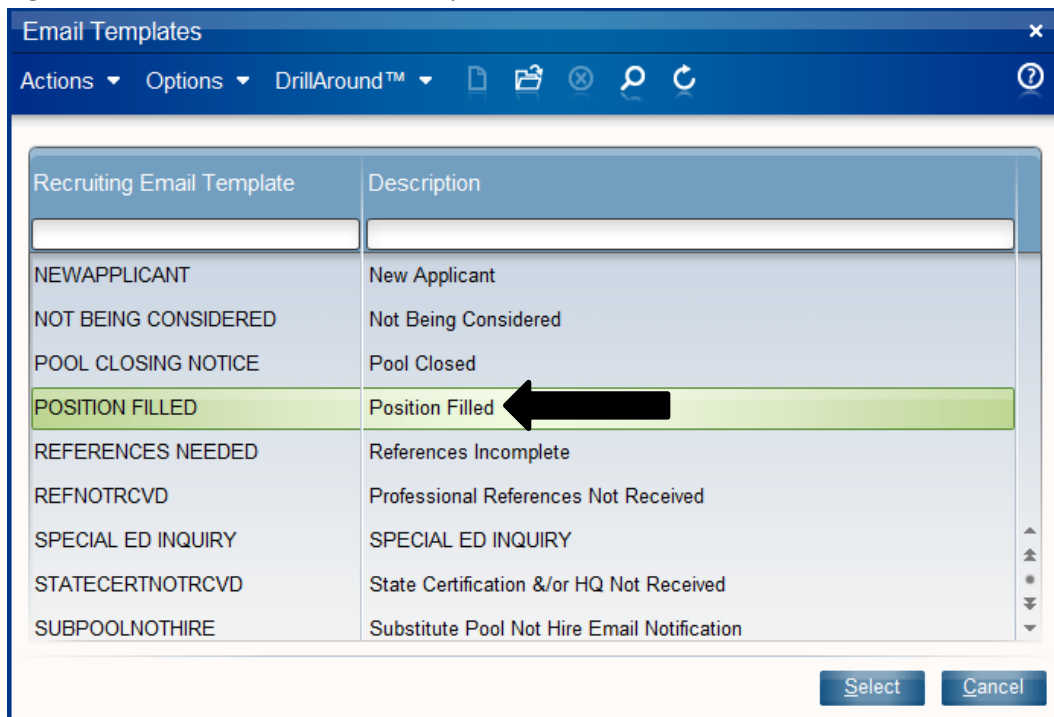 Email Templates
Actions Options DrillAround™
Recruiting Email Template Description
NEWAPPLICANT New Applicant
NOT BEING CONSIDERED Not Being Considered
POOL CLOSING NOTICE Pool Closed
POSITION FILLED Position Filled
REFERENCES NEEDED References Incomplete
REFNOTRCVD Professional References Not Received
SPECIAL ED INQUIRY SPECIAL ED INQUIRY
STATECERTNOTRCVD State Certification &/or HQ Not Received
SUBPOOLNOTHIRE Substitute Pool Not Hire Email Notification
Select Cancel